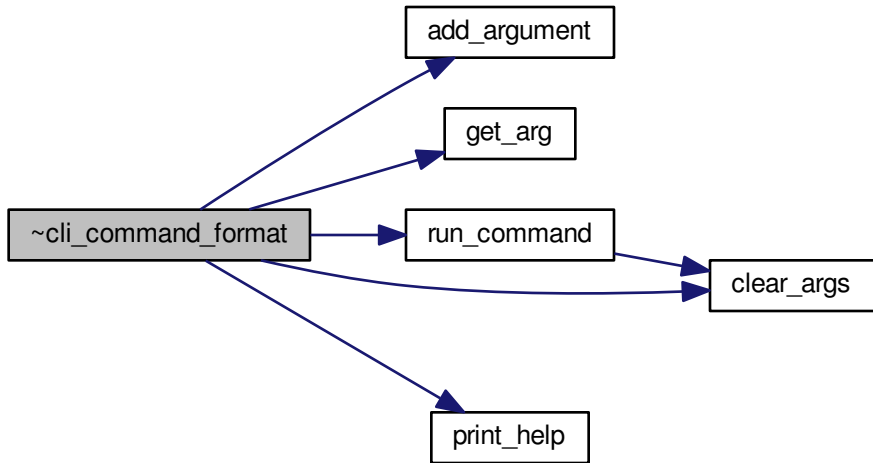 add_argument
get_arg
~cli_command_format
run_command
clear_args
print_help